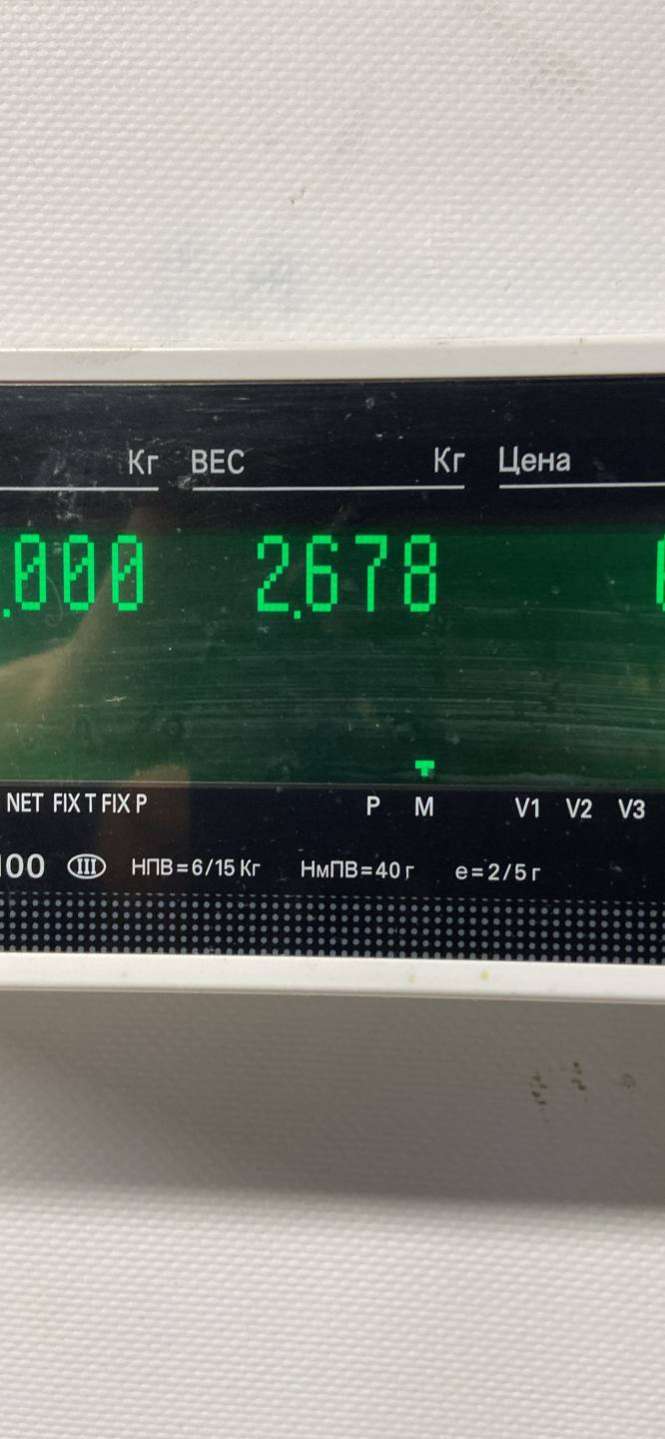 Кг ВЕС Кг Цена
.000 2.678
NET FIX T FIX P P M V1 V2 V3
100 III НПВ=6/15 Кг НмПВ=40 г е=2/5 г